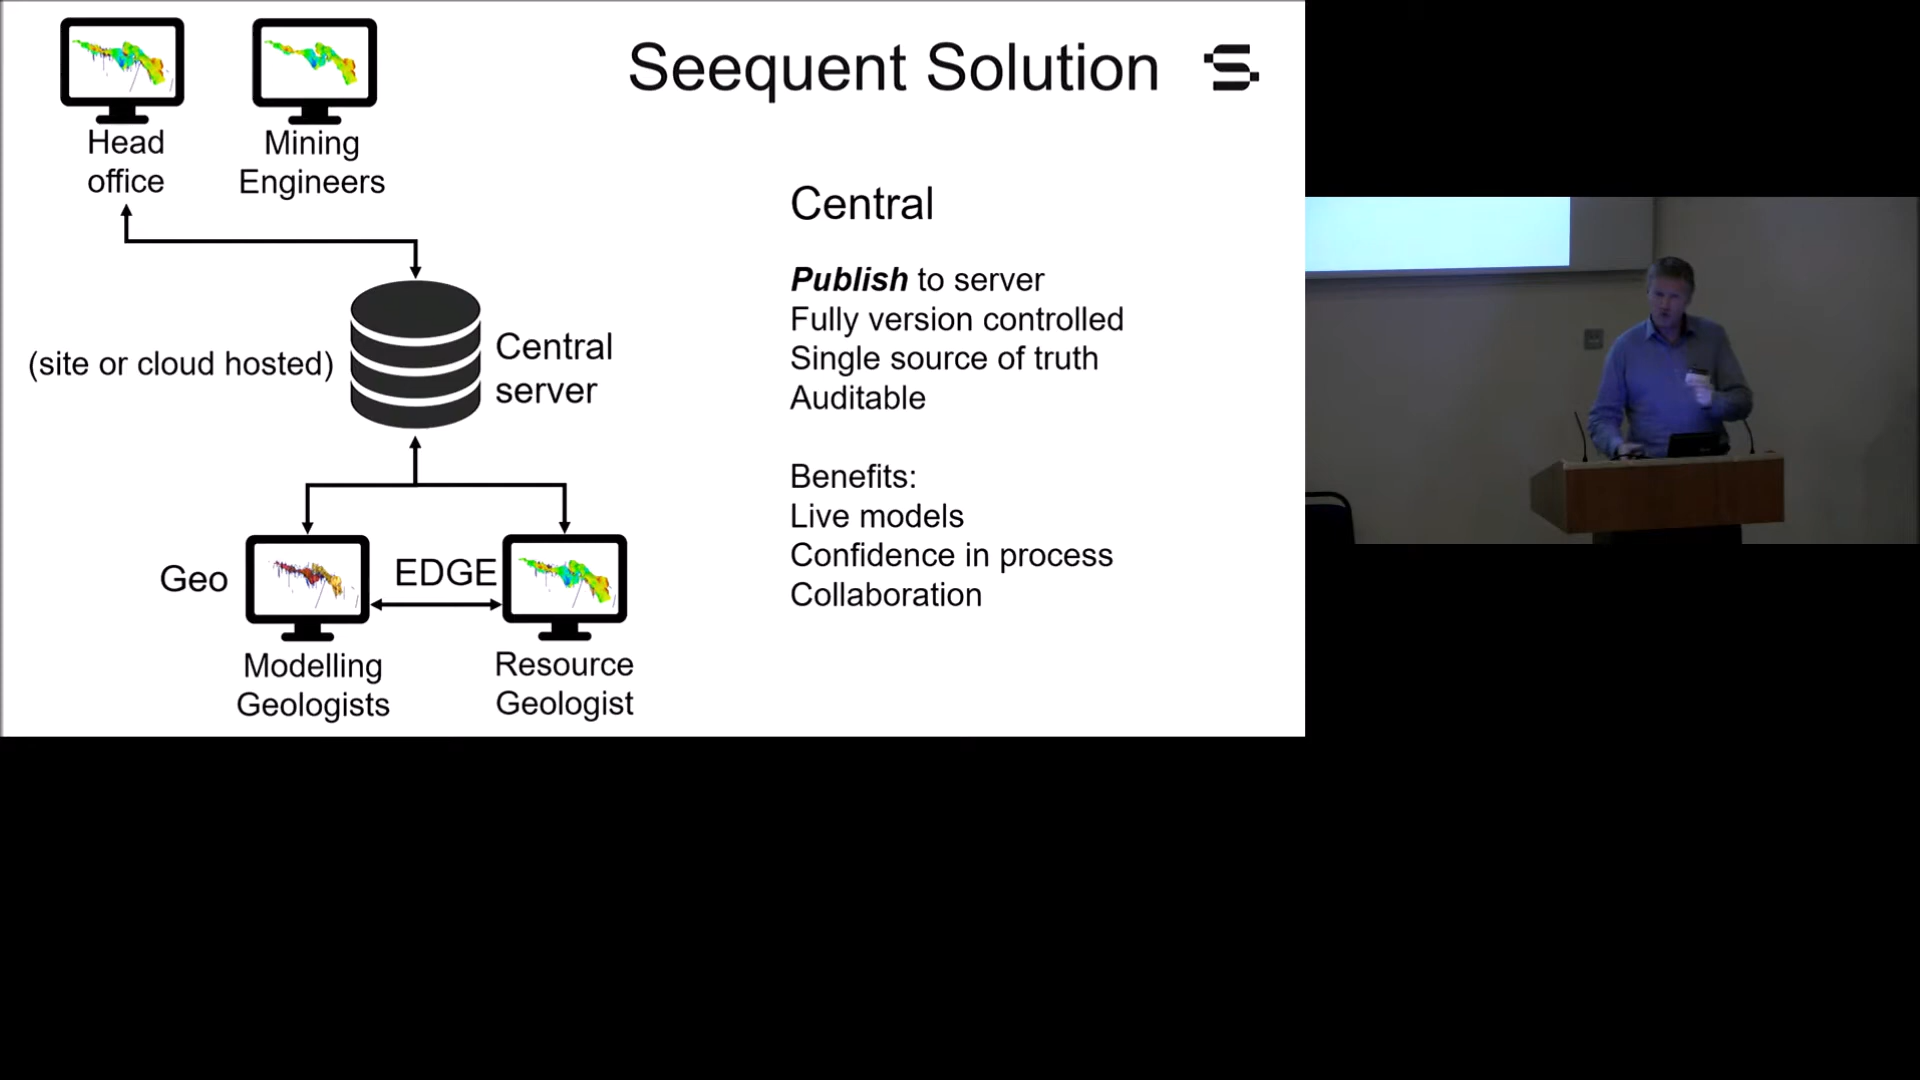 Seequent Solution
Head
office
Mining
Engineers
(site or cloud hosted)
Central
server
Geo
EDGE
Modelling
Geologists
Resource
Geologist
Central
Publish to server
Fully version controlled
Single source of truth
Auditable
Benefits:
Live models
Confidence in process
Collaboration